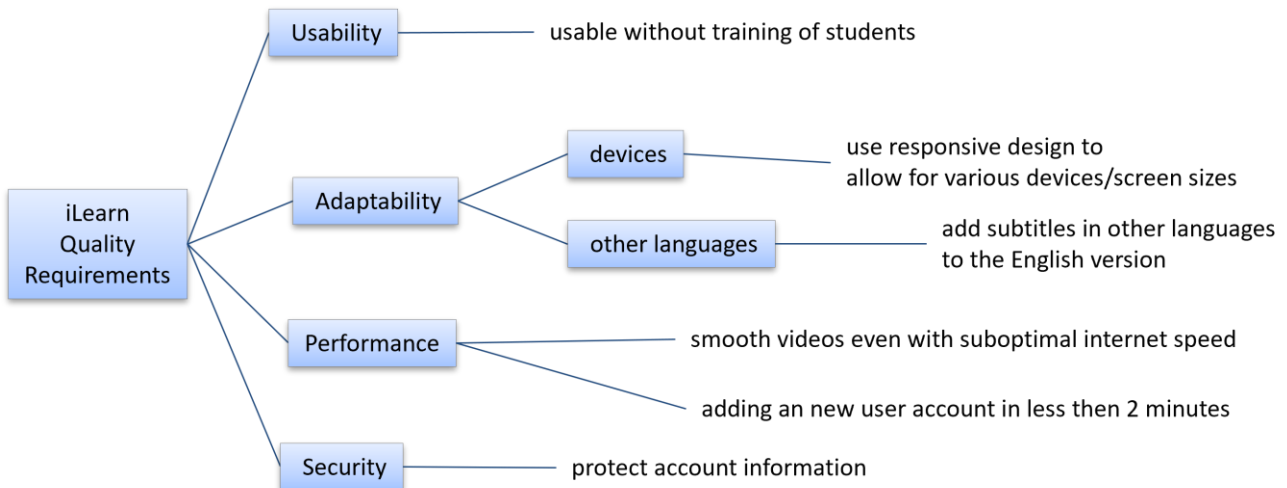 Usability
usable without training of students
devices
use responsive design to
allow for various devices/screen sizes
iLearn
Quality
Requirements
Adaptability
other languages
add subtitles in other languages
to the English version
Performance
smooth videos even with suboptimal internet speed
adding an new user account in less then 2 minutes
Security
protect account information